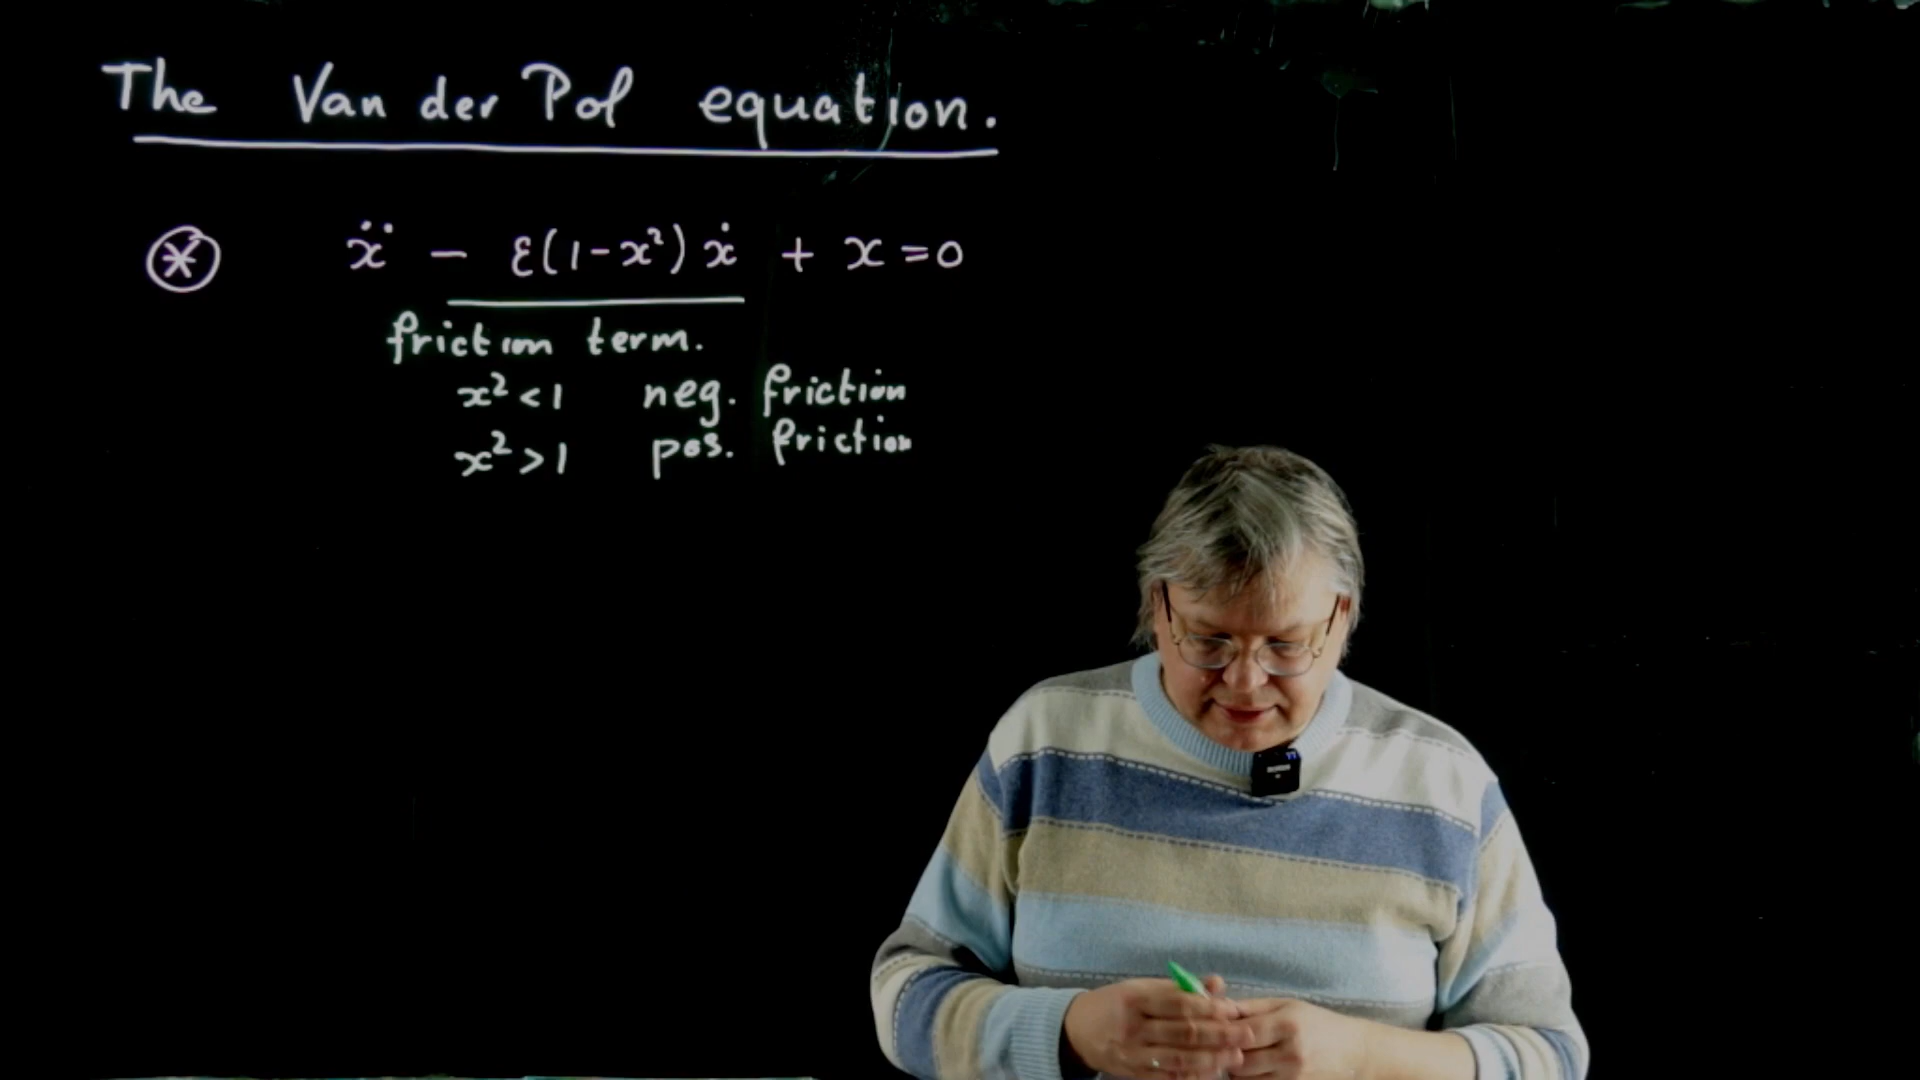 The Van der Pol equation.
⊛ ẍ - ε(1-x²)ẋ + x = 0
friction term.
x² < 1 neg. friction
x² > 1 pos. friction